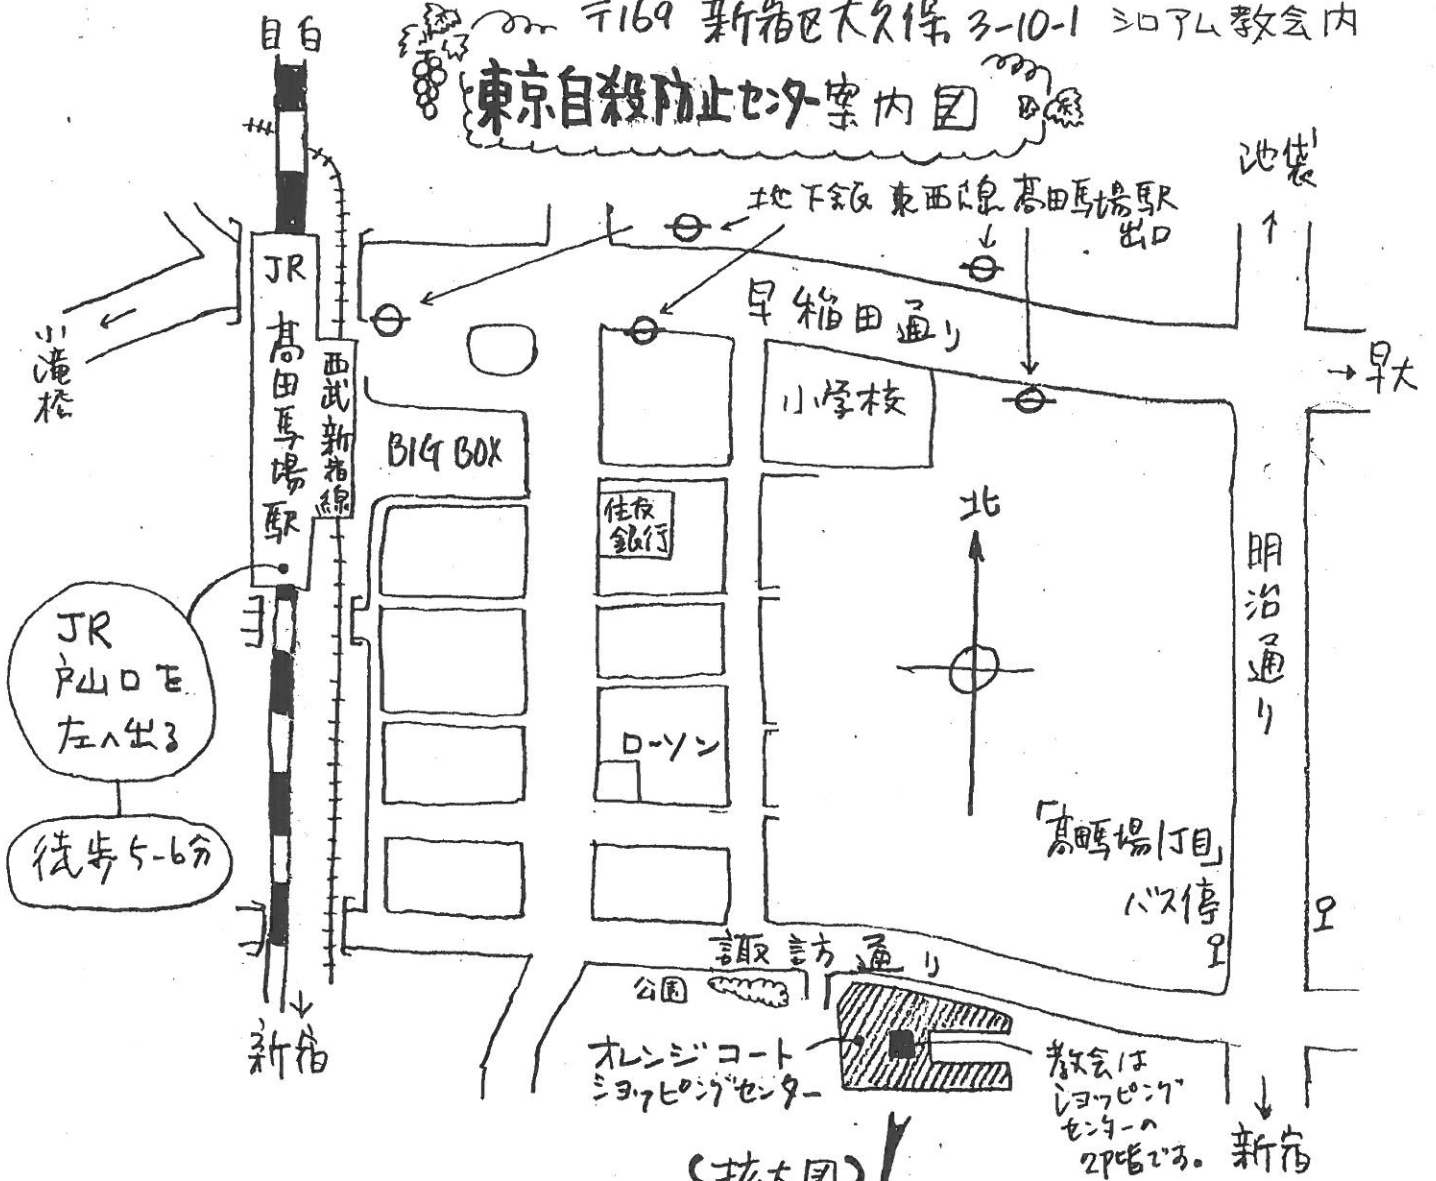 〒169 新宿区大久保 3-10-1 シロアム教会内
東京自殺防止センター案内図
目白
池袋
地下鉄 東西線 高田馬場駅
出口
JR
高田馬場駅
西武新宿線
小滝橋
早稲田通り
早大
小学校
BIG BOX
住友
銀行
北
明治通り
JR
戸山口を
左へ出る
徒歩5-6分
ローソン
「高田馬場1丁目」
バス停
諏訪通り
公園
新宿
オレンジコート
ショッピングセンター
教会は
ショッピング
センターの
2階です。
新宿
(拡大図)